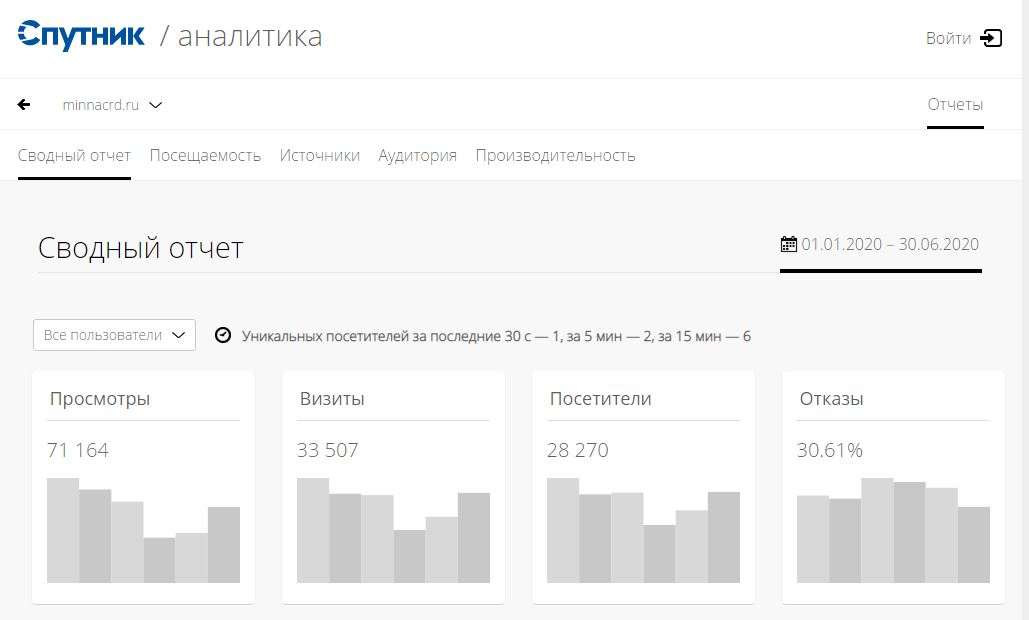 Спутник / аналитика
Войти
minnacrd.ru
Отчеты
Сводный отчет Посещаемость Источники Аудитория Производительность
Сводный отчет
01.01.2020 – 30.06.2020
Все пользователи
Уникальных посетителей за последние 30 с — 1, за 5 мин — 2, за 15 мин — 6
Просмотры
71 164
Визиты
33 507
Посетители
28 270
Отказы
30.61%